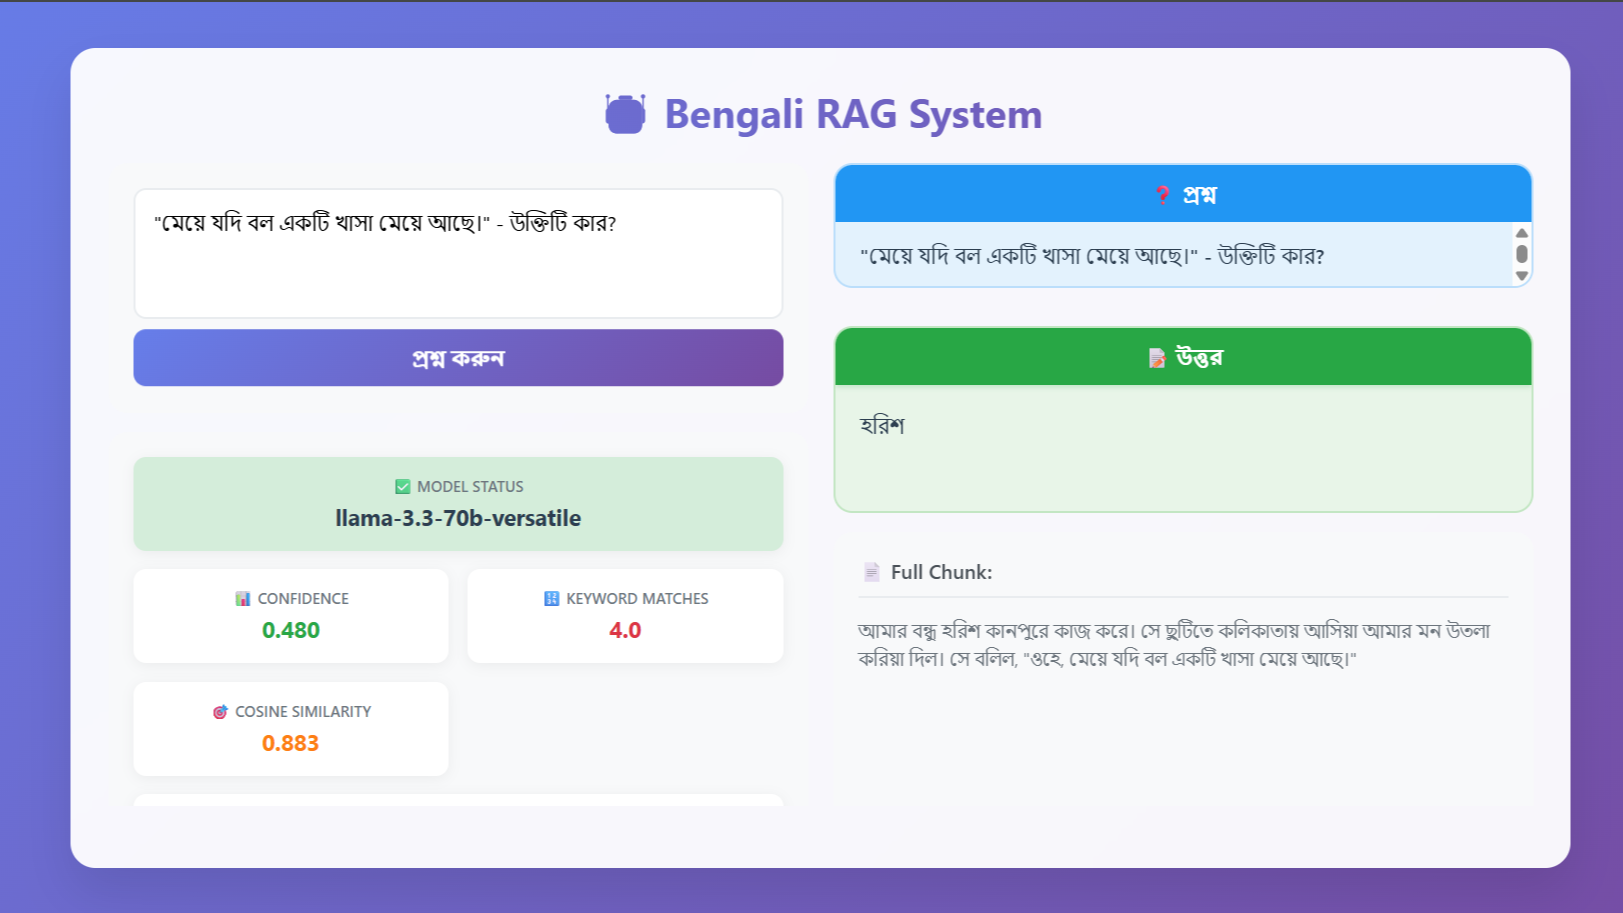 Bengali RAG System
"মেয়ে যদি বল একটি খাসা মেয়ে আছে।" - উক্তিটি কার?
প্রশ্ন করুন
MODEL STATUS
llama-3.3-70b-versatile
CONFIDENCE
0.480
KEYWORD MATCHES
4.0
COSINE SIMILARITY
0.883
প্রশ্ন
"মেয়ে যদি বল একটি খাসা মেয়ে আছে।" - উক্তিটি কার?
উত্তর
হরিশ
Full Chunk:
আমার বন্ধু হরিশ কানপুরে কাজ করে। সে ছুটিতে কলিকাতায় আসিয়া আমার মন উতলা
করিয়া দিল। সে বলিল, "ওহে, মেয়ে যদি বল একটি খাসা মেয়ে আছে।"